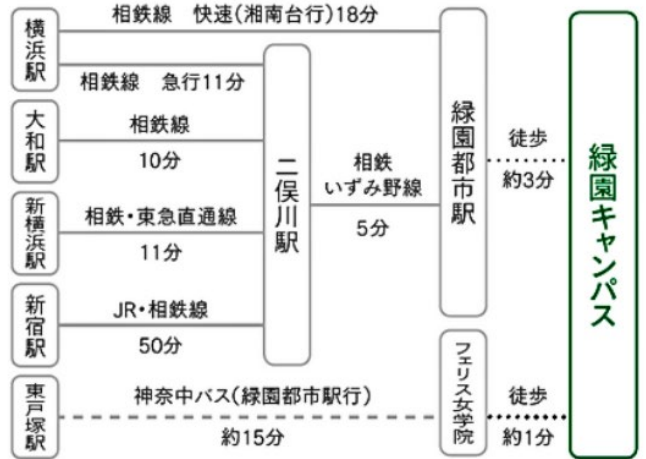 横浜駅
相鉄線 快速(湘南台行)18分
相鉄線 急行11分
大和駅
相鉄線
10分
新横浜駅
相鉄・東急直通線
11分
新宿駅
JR・相鉄線
50分
二俣川駅
相鉄
いずみ野線
5分
緑園都市駅
徒歩
約3分
東戸塚駅
神奈中バス(緑園都市駅行)
約15分
フェリス女学院
徒歩
約1分
緑園キャンパス